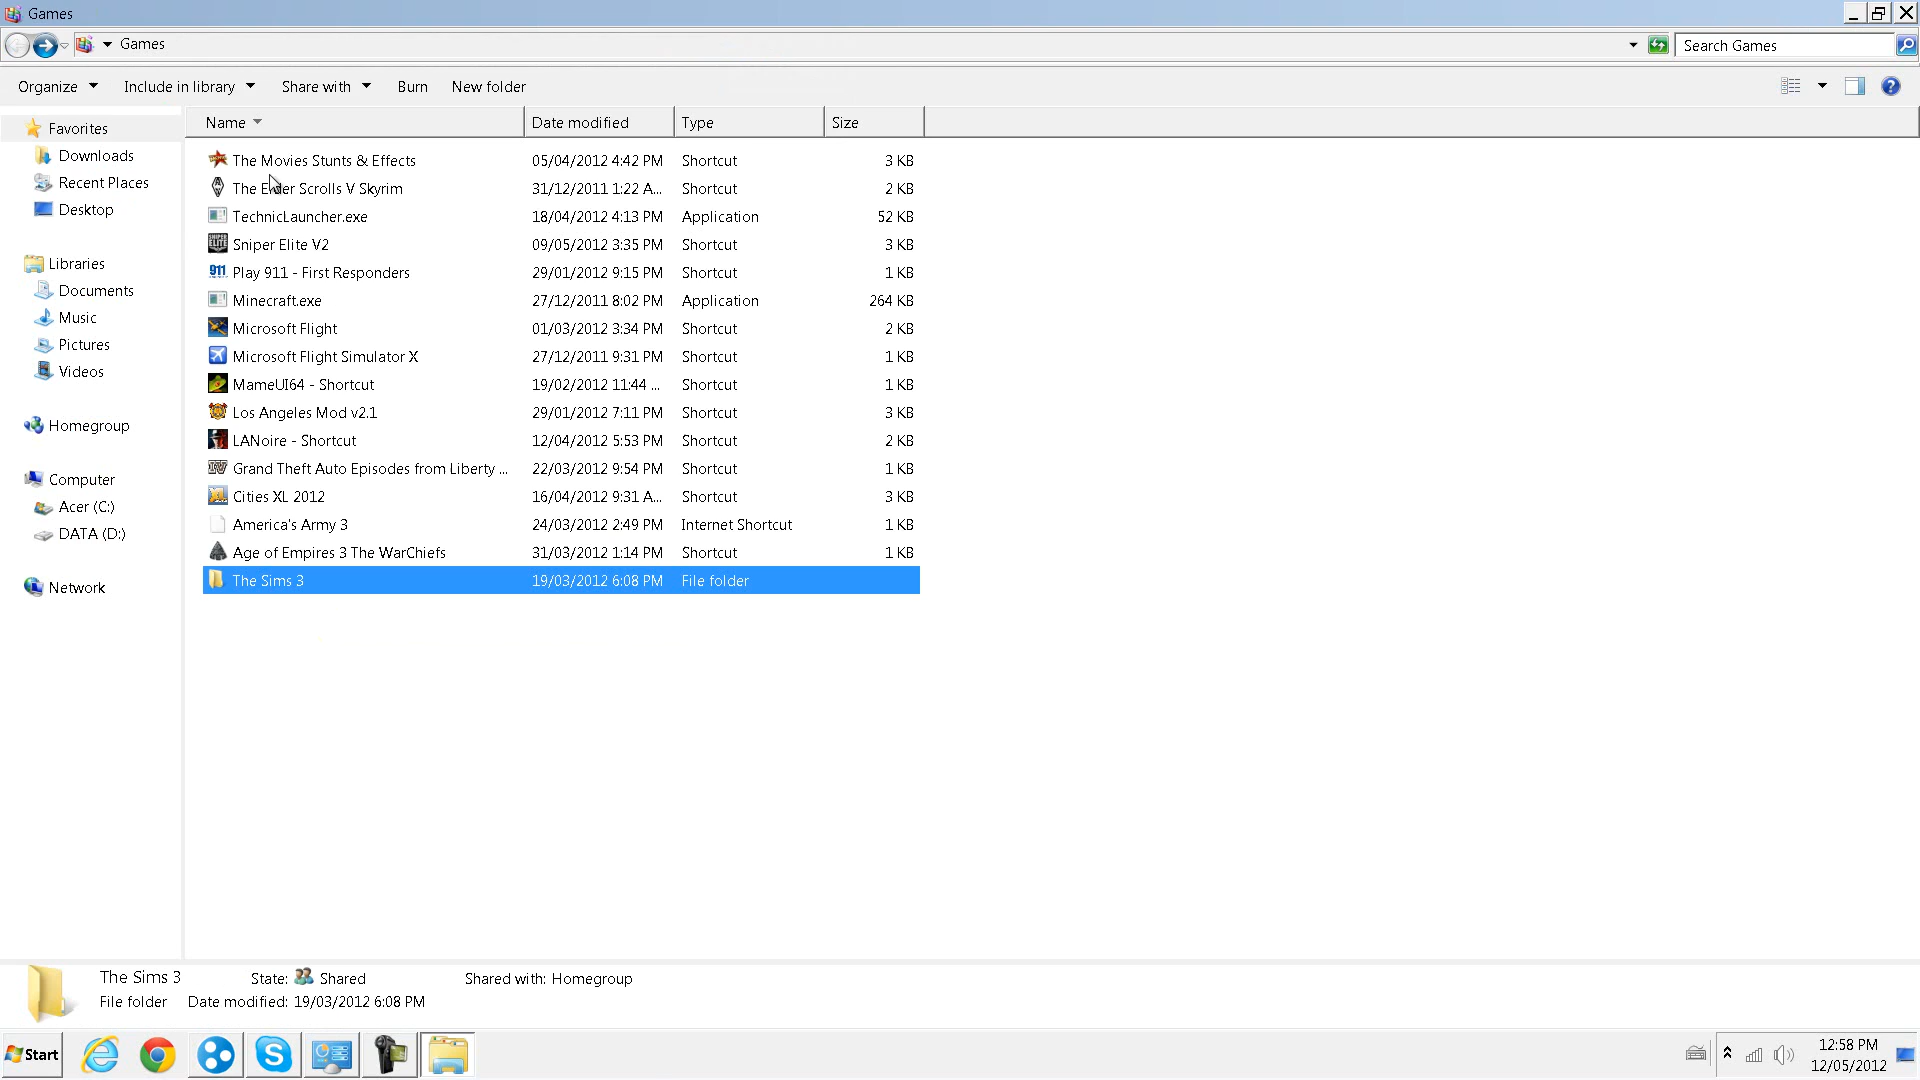 Games
Games
Search Games
Organize Include in library Share with Burn New folder
Name Date modified Type Size
Favorites
Downloads
Recent Places
Desktop
Libraries
Documents
Music
Pictures
Videos
Homegroup
Computer
Acer (C:)
DATA (D:)
Network
The Movies Stunts & Effects 05/04/2012 4:42 PM Shortcut 3 KB
The Elder Scrolls V Skyrim 31/12/2011 1:22 A... Shortcut 2 KB
TechnicLauncher.exe 18/04/2012 4:13 PM Application 52 KB
SNIPER ELITE Sniper Elite V2 09/05/2012 3:35 PM Shortcut 3 KB
911 Play 911 - First Responders 29/01/2012 9:15 PM Shortcut 1 KB
Minecraft.exe 27/12/2011 8:02 PM Application 264 KB
Microsoft Flight 01/03/2012 3:34 PM Shortcut 2 KB
Microsoft Flight Simulator X 27/12/2011 9:31 PM Shortcut 1 KB
MameUI64 - Shortcut 19/02/2012 11:44 ... Shortcut 1 KB
Los Angeles Mod v2.1 29/01/2012 7:11 PM Shortcut 3 KB
LANoire - Shortcut 12/04/2012 5:53 PM Shortcut 2 KB
IV Grand Theft Auto Episodes from Liberty ... 22/03/2012 9:54 PM Shortcut 1 KB
Cities XL 2012 16/04/2012 9:31 A... Shortcut 3 KB
America's Army 3 24/03/2012 2:49 PM Internet Shortcut 1 KB
Age of Empires 3 The WarChiefs 31/03/2012 1:14 PM Shortcut 1 KB
The Sims 3 19/03/2012 6:08 PM File folder
The Sims 3 State: Shared Shared with: Homegroup
File folder Date modified: 19/03/2012 6:08 PM
Start
12:58 PM
12/05/2012